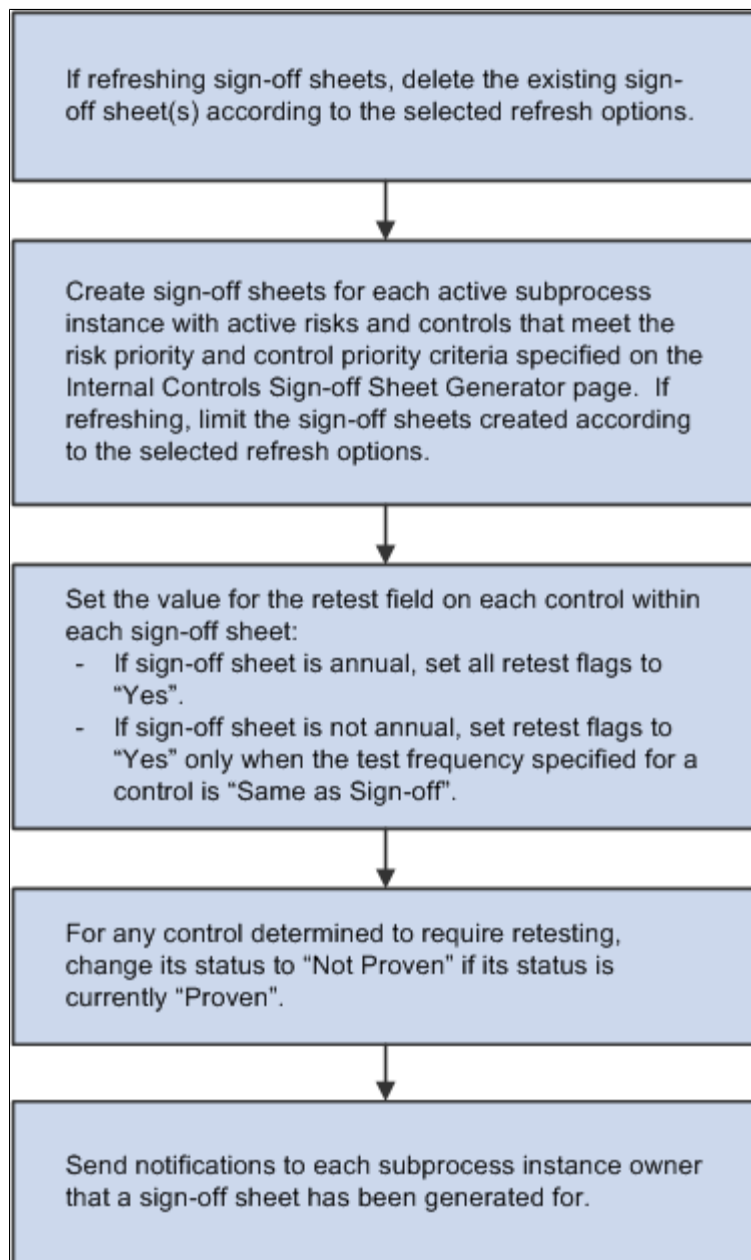 If refreshing sign-off sheets, delete the existing sign-
off sheet(s) according to the selected refresh options.
Create sign-off sheets for each active subprocess
instance with active risks and controls that meet the
risk priority and control priority criteria specified on the
Internal Controls Sign-off Sheet Generator page.  If
refreshing, limit the sign-off sheets created according
to the selected refresh options.
Set the value for the retest field on each control within
each sign-off sheet:
- If sign-off sheet is annual, set all retest flags to
“Yes”.
- If sign-off sheet is not annual, set retest flags to
“Yes” only when the test frequency specified for a
control is “Same as Sign-off”.
For any control determined to require retesting,
change its status to “Not Proven” if its status is
currently “Proven”.
Send notifications to each subprocess instance owner
that a sign-off sheet has been generated for.